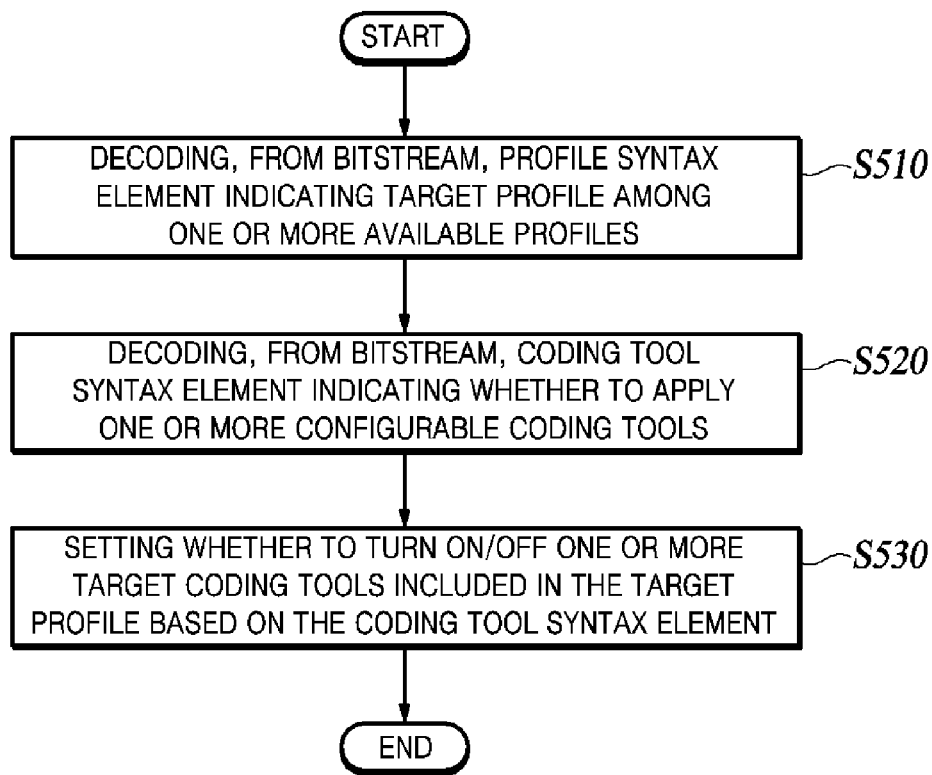 START
DECODING, FROM BITSTREAM, PROFILE SYNTAX
ELEMENT INDICATING TARGET PROFILE AMONG
ONE OR MORE AVAILABLE PROFILES
S510
DECODING, FROM BITSTREAM, CODING TOOL
SYNTAX ELEMENT INDICATING WHETHER TO APPLY
ONE OR MORE CONFIGURABLE CODING TOOLS
S520
SETTING WHETHER TO TURN ON/OFF ONE OR MORE
TARGET CODING TOOLS INCLUDED IN THE TARGET
PROFILE BASED ON THE CODING TOOL SYNTAX ELEMENT
S530
END